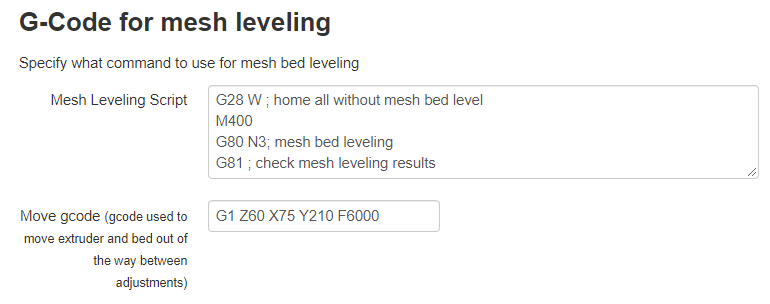 G-Code for mesh leveling
Specify what command to use for mesh bed leveling
Mesh Leveling Script
G28 W ; home all without mesh bed level
M400
G80 N3; mesh bed leveling
G81 ; check mesh leveling results
Move gcode (gcode used to
move extruder and bed out of
the way between
adjustments)
G1 Z60 X75 Y210 F6000